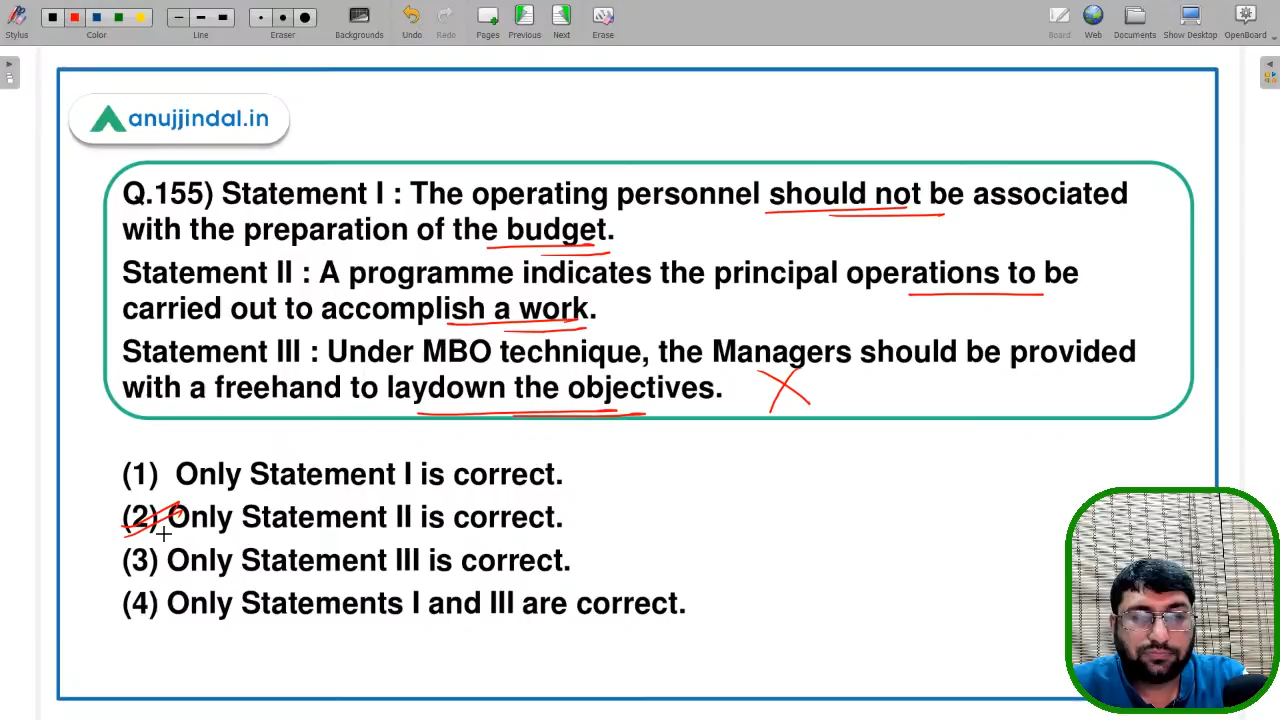 Stylus
Color
Line
Eraser
Backgrounds
Undo
Redo
Pages
Previous
Next
Erase
Board
Web
Documents
Show Desktop
OpenBoard
anujjindal.in
Q.155) Statement I : The operating personnel should not be associated
with the preparation of the budget.
Statement II : A programme indicates the principal operations to be
carried out to accomplish a work.
Statement III : Under MBO technique, the Managers should be provided
with a freehand to laydown the objectives.
(1) Only Statement I is correct.
(2) Only Statement II is correct.
(3) Only Statement III is correct.
(4) Only Statements I and III are correct.